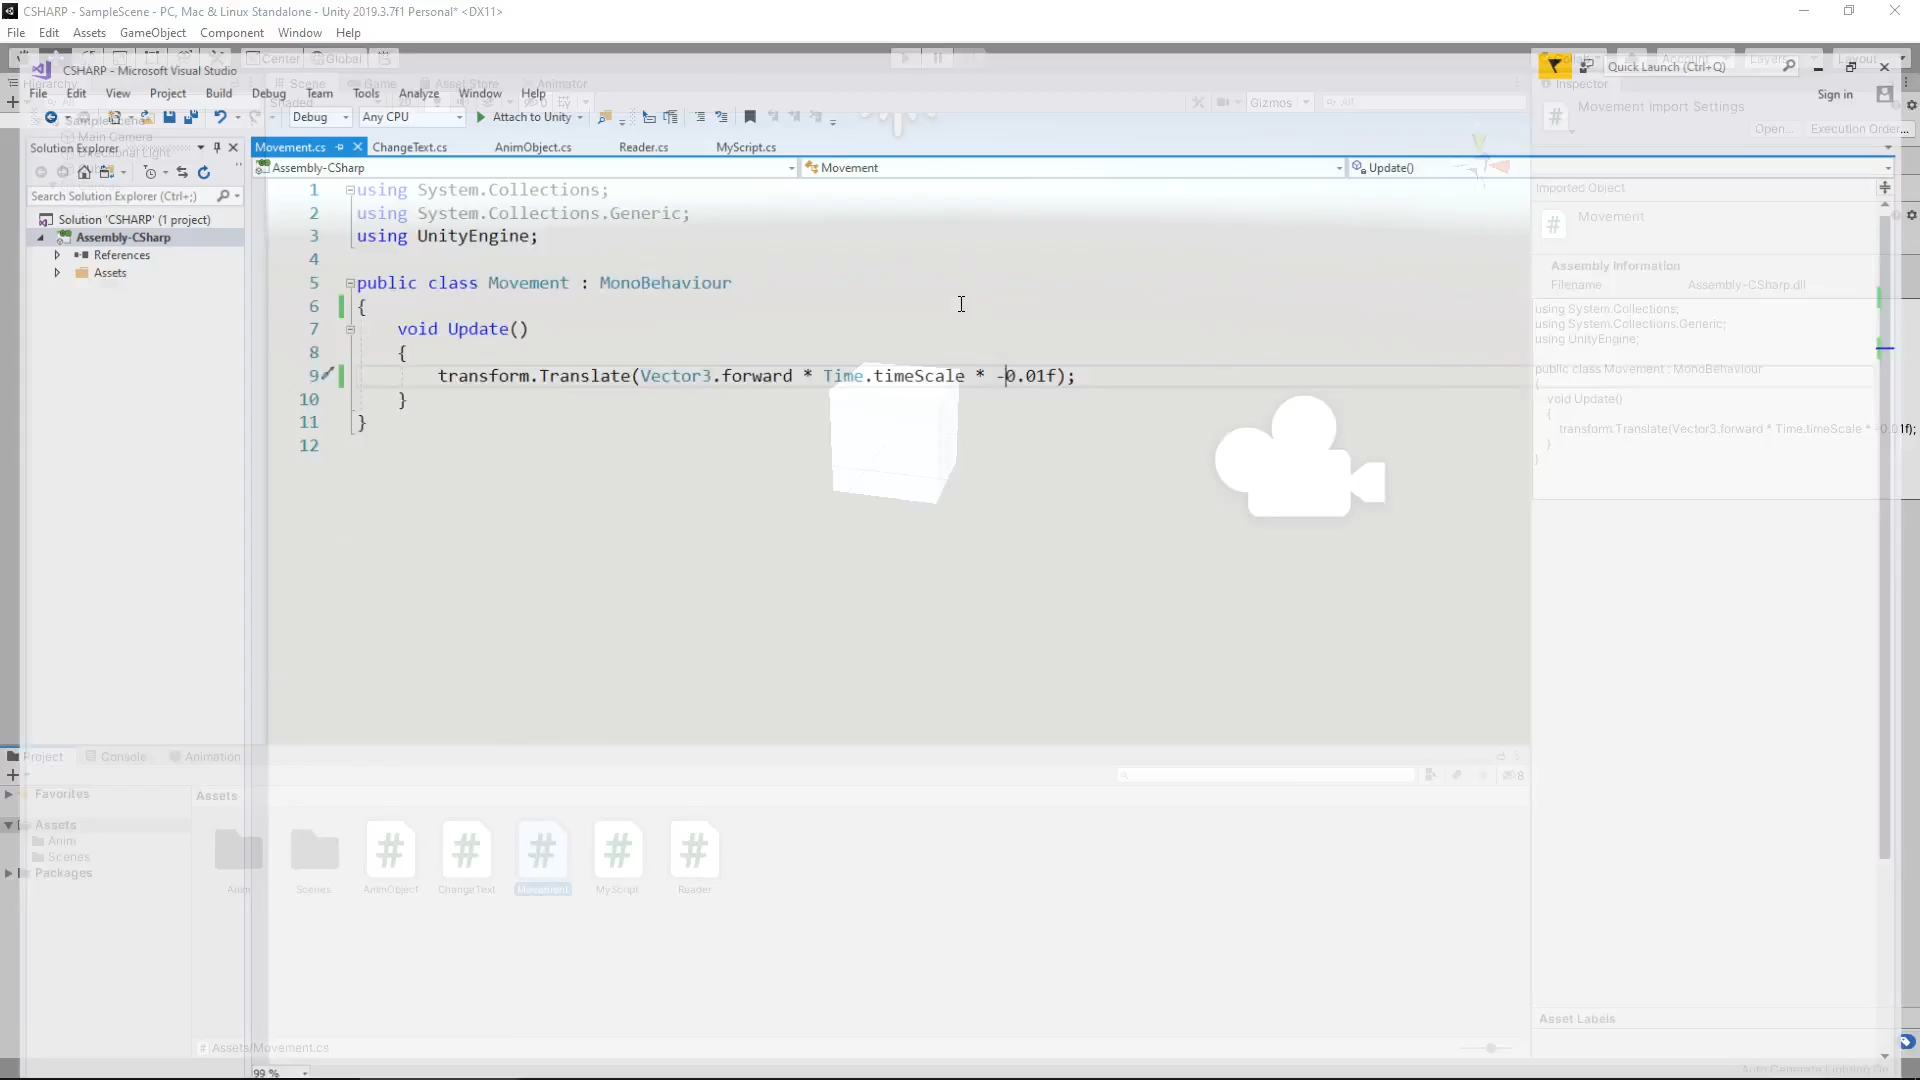 CSHARP - SampleScene - PC, Mac & Linux Standalone - Unity 2019.3.7f1 Personal* <DX11>
File Edit Assets GameObject Component Window Help
Center Global
CSHARP - Microsoft Visual Studio
Quick Launch (Ctrl+Q)
Hierarchy Scene Game Asset Store Animator Inspector
File Edit View Project Build Debug Team Tools Analyze Window Help
Sign in
Shaded Gizmos All
Movement Import Settings
Debug Any CPU Attach to Unity
Open... Execution Order...
Main Camera
Directional Light
Solution Explorer
Movement.cs ChangeText.cs AnimObject.cs Reader.cs MyScript.cs
Assembly-CSharp Movement Update()
Imported Object
Search Solution Explorer (Ctrl+;)
Solution 'CSHARP' (1 project)
Assembly-CSharp
References
Assets
1 using System.Collections;
2 using System.Collections.Generic;
3 using UnityEngine;
4
5 public class Movement : MonoBehaviour
6 {
7 void Update()
8 {
9 transform.Translate(Vector3.forward * Time.timeScale * -0.01f);
10 }
11 }
12
Movement
Assembly Information
Filename Assembly-CSharp.dll
using System.Collections;
using System.Collections.Generic;
using UnityEngine;
public class Movement : MonoBehaviour
{
void Update()
{
transform.Translate(Vector3.forward * Time.timeScale * -0.01f);
}
}
Project Console Animation
8
Favorites
Assets
Anim
Scenes
Packages
Assets
Anim Scenes AnimObject ChangeText Movement MyScript Reader
Asset Labels
Assets/Movement.cs
99 %
Auto Generate Lighting On